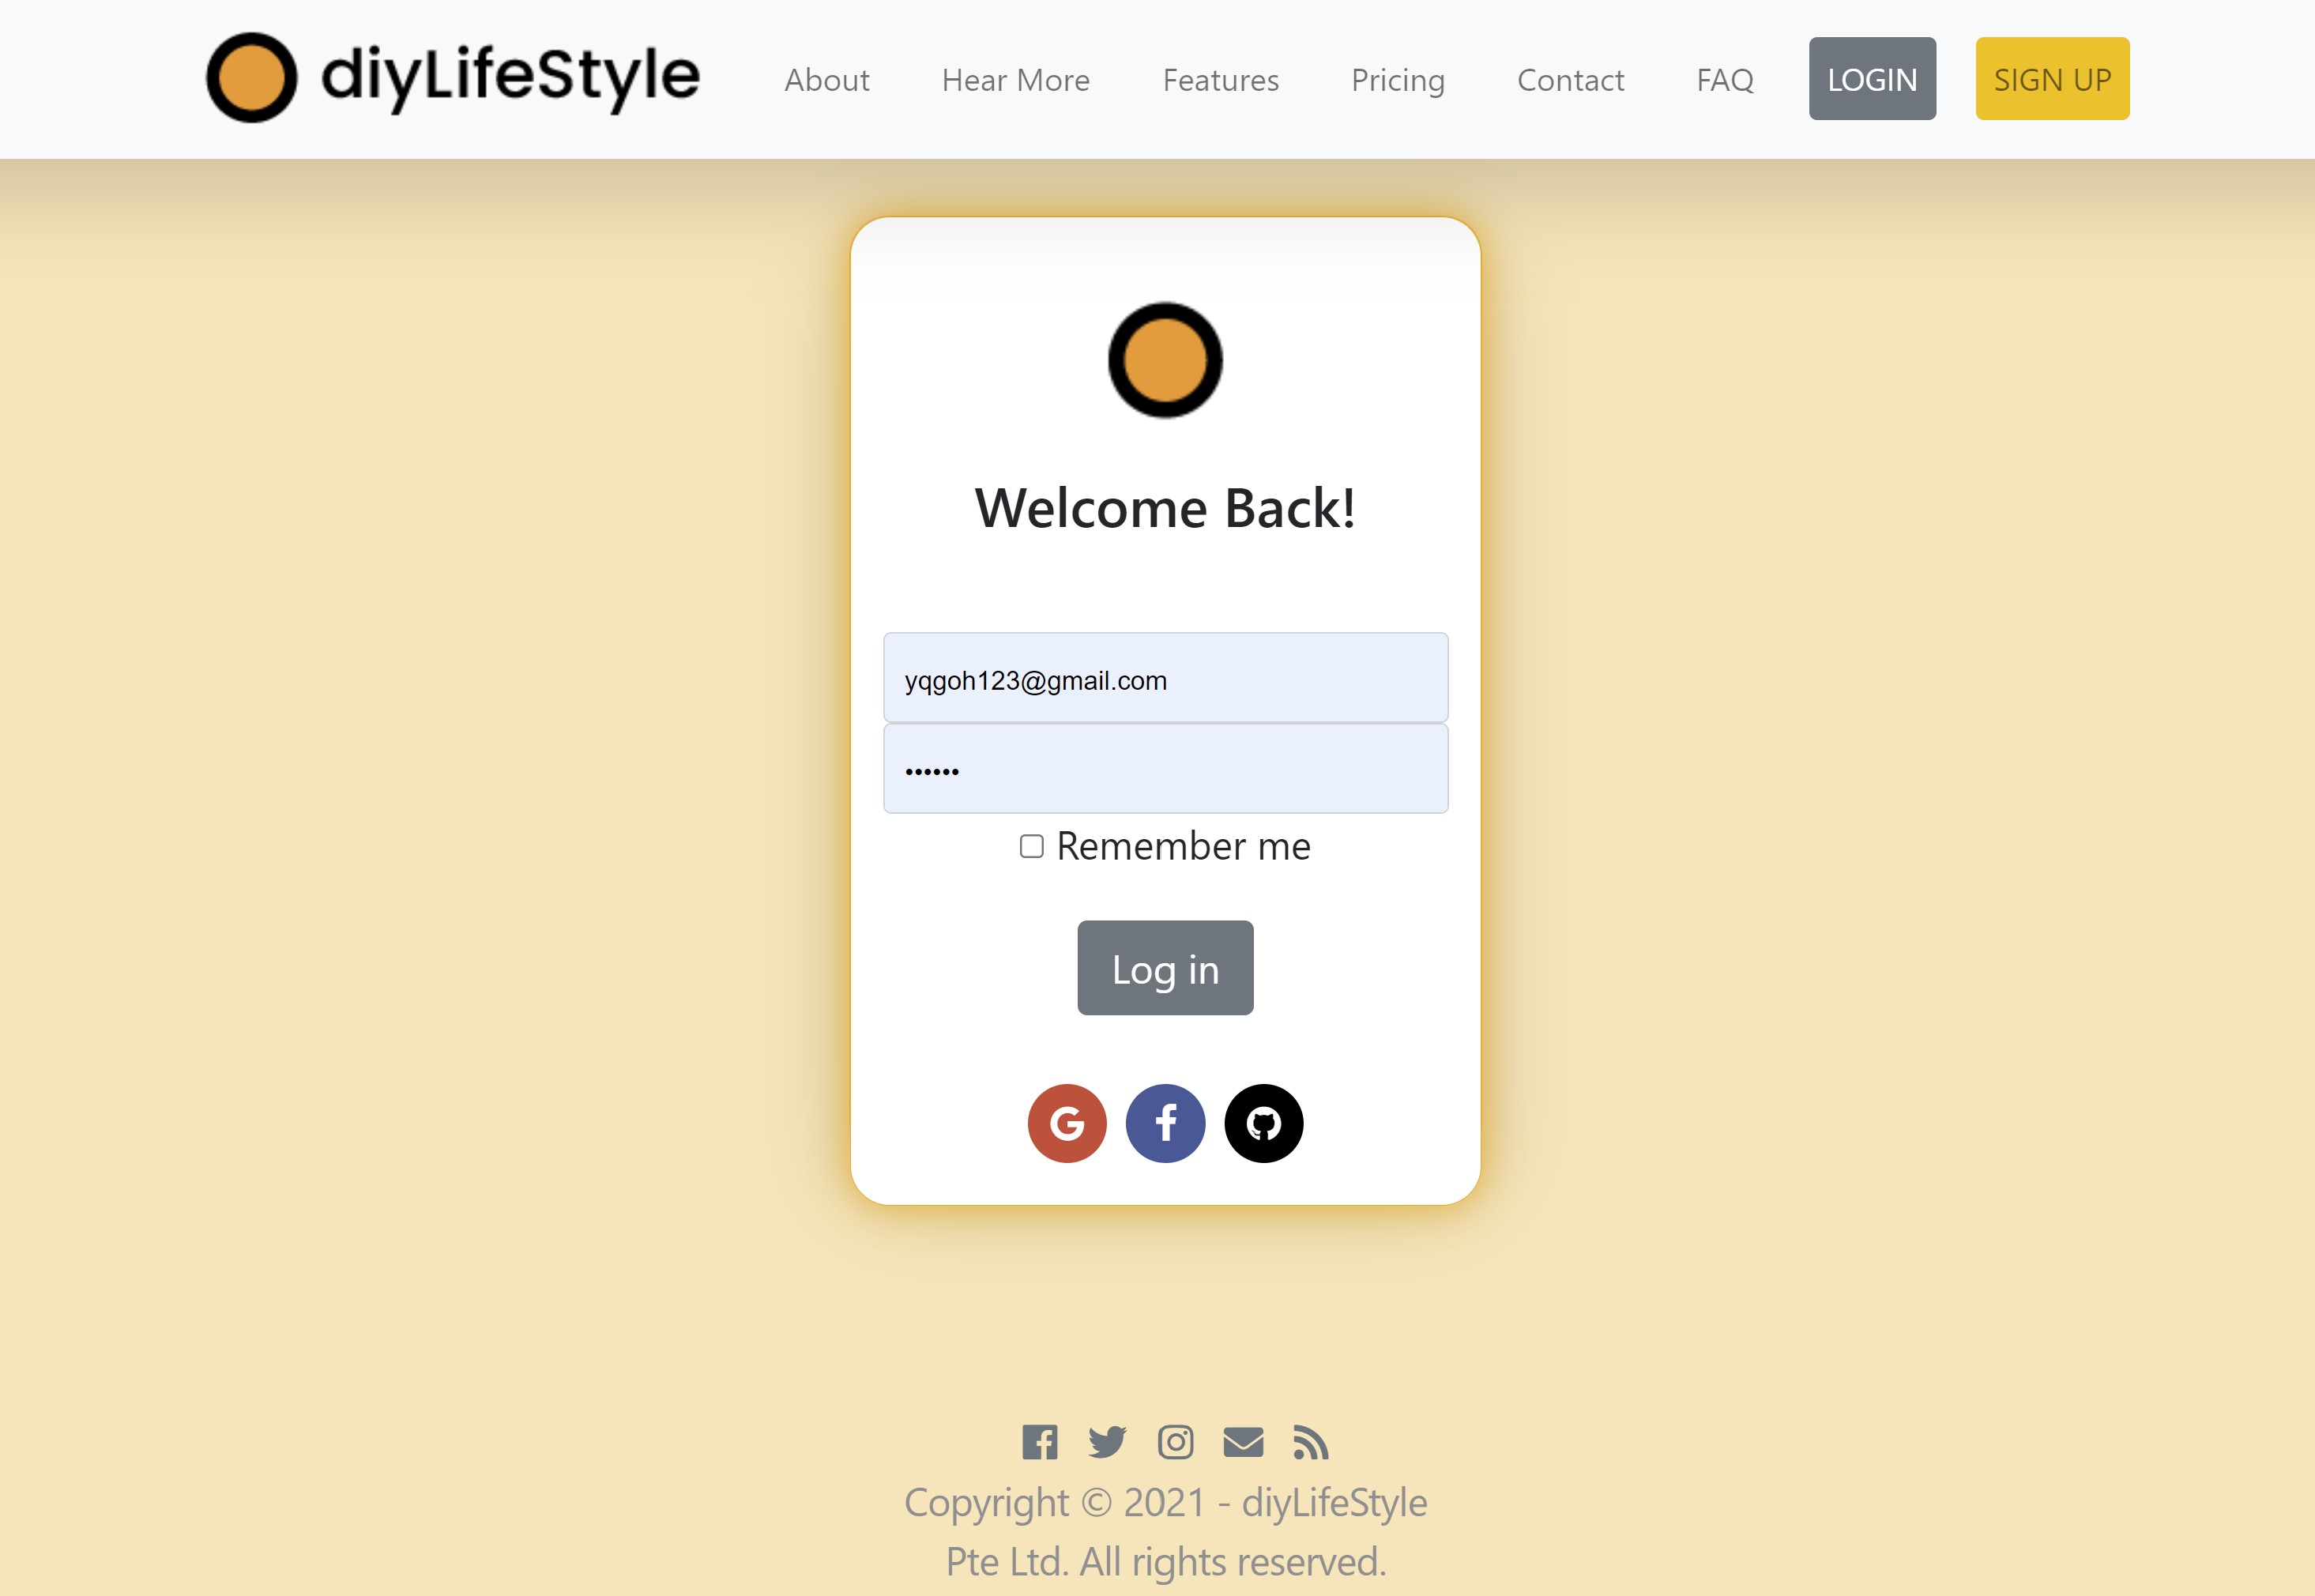 diyLifeStyle
About
Hear More
Features
Pricing
Contact
FAQ
LOGIN
SIGN UP
Welcome Back!
yqgoh123@gmail.com
••••••
Remember me
Log in
Copyright © 2021 - diyLifeStyle
Pte Ltd. All rights reserved.